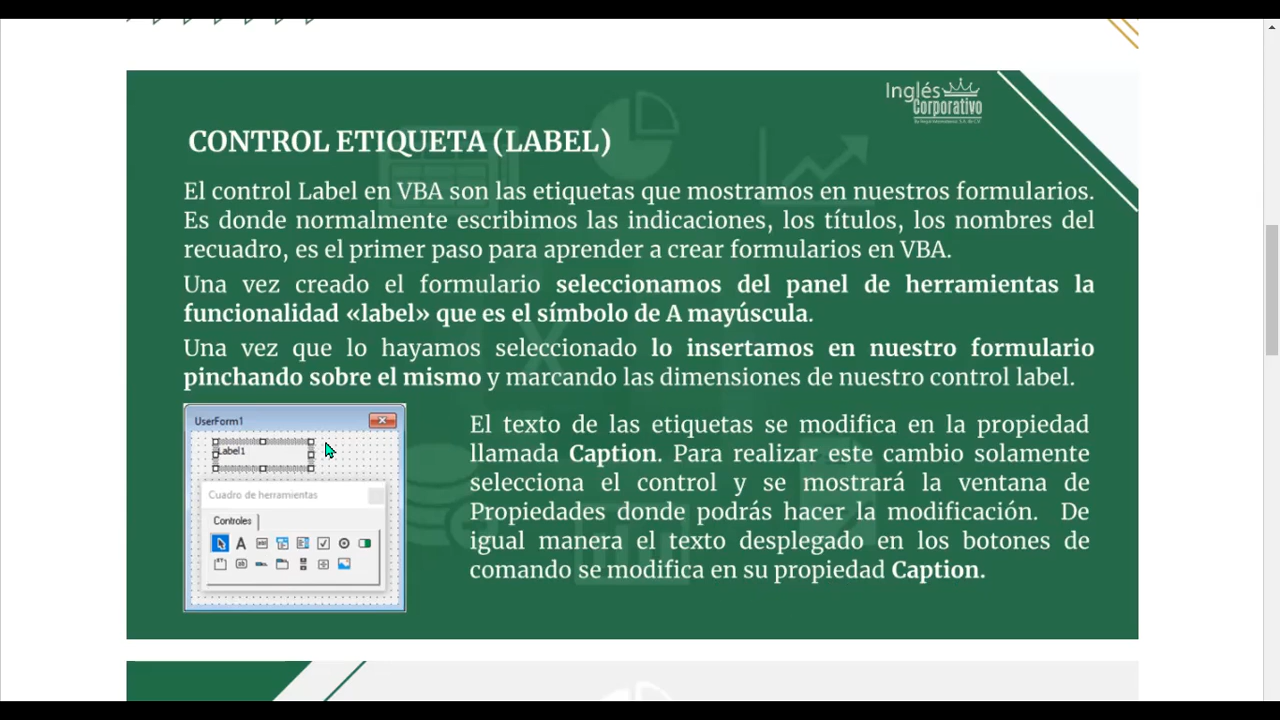 Inglés
Corporativo
CONTROL ETIQUETA (LABEL)
El control Label en VBA son las etiquetas que mostramos en nuestros formularios.
Es donde normalmente escribimos las indicaciones, los títulos, los nombres del
recuadro, es el primer paso para aprender a crear formularios en VBA.
Una vez creado el formulario seleccionamos del panel de herramientas la
funcionalidad «label» que es el símbolo de A mayúscula.
Una vez que lo hayamos seleccionado lo insertamos en nuestro formulario
pinchando sobre el mismo y marcando las dimensiones de nuestro control label.
UserForm1
Label1
Cuadro de herramientas
Controles
A
El texto de las etiquetas se modifica en la propiedad
llamada Caption. Para realizar este cambio solamente
selecciona el control y se mostrará la ventana de
Propiedades donde podrás hacer la modificación. De
igual manera el texto desplegado en los botones de
comando se modifica en su propiedad Caption.